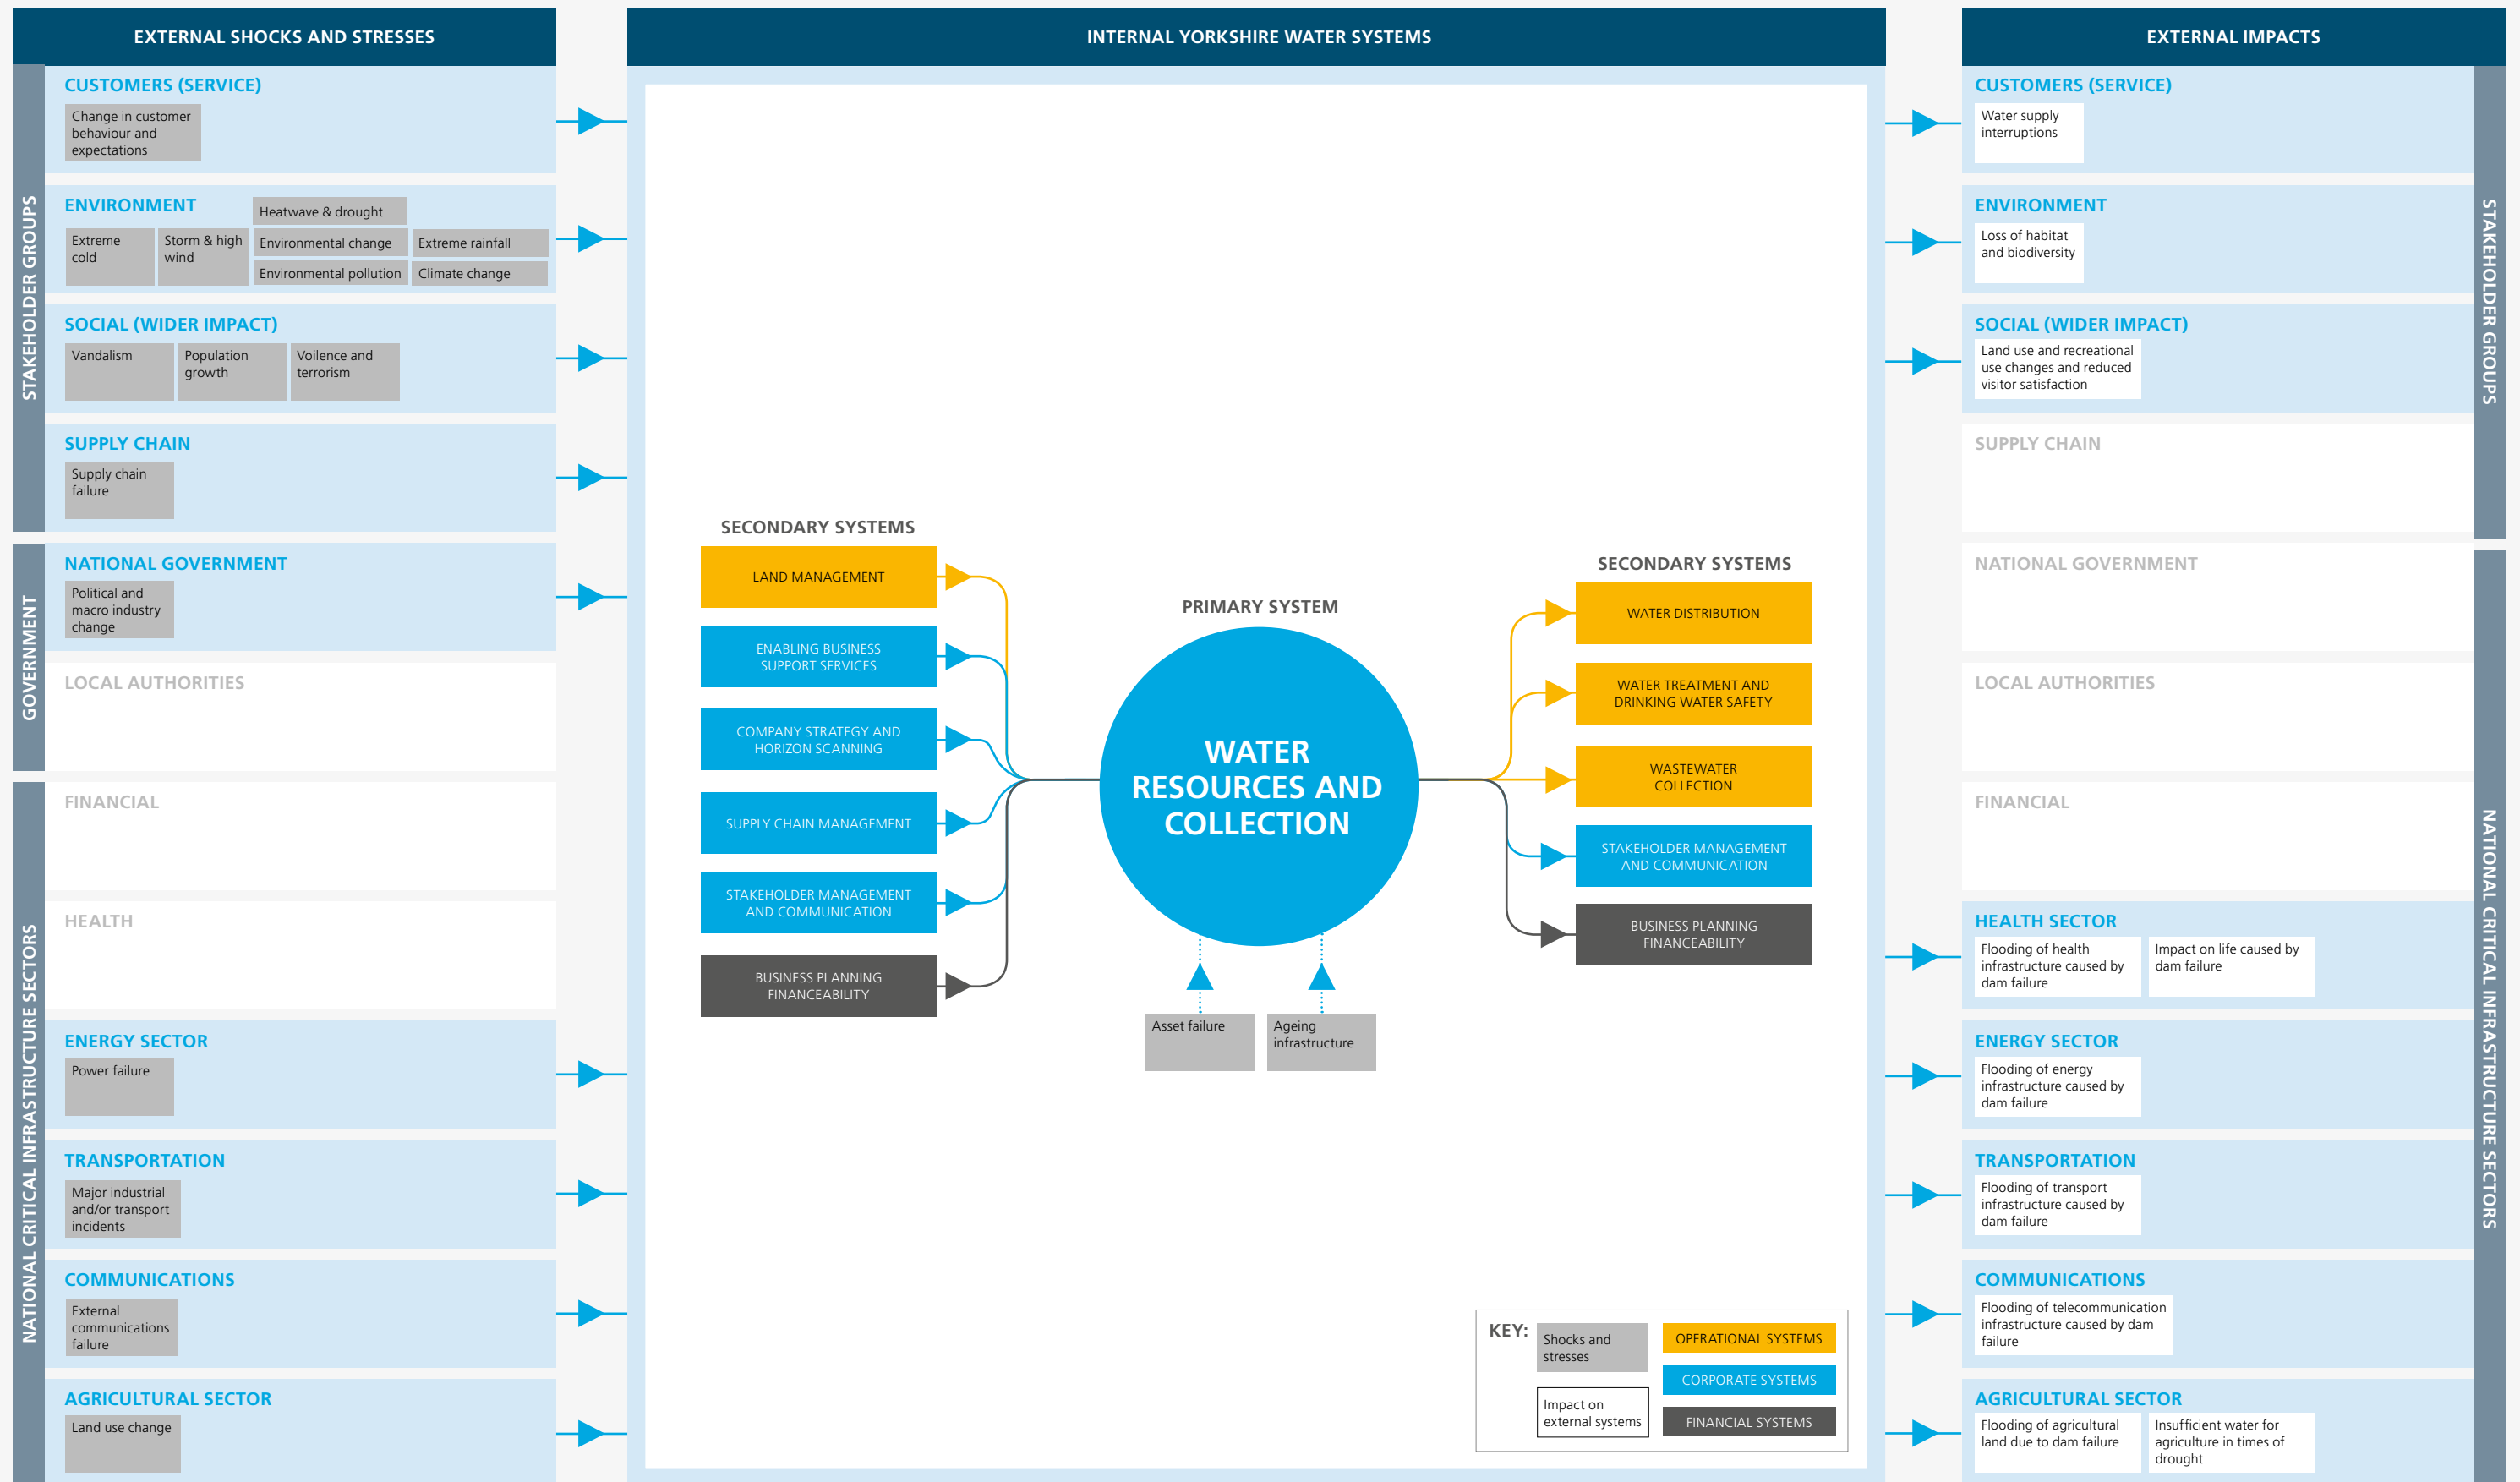 EXTERNAL SHOCKS AND STRESSES
STAKEHOLDER GROUPS
CUSTOMERS (SERVICE)
Change in customer
behaviour and
expectations
ENVIRONMENT
Heatwave & drought
Extreme
cold
Storm & high
wind
Environmental change
Extreme rainfall
Environmental pollution
Climate change
SOCIAL (WIDER IMPACT)
Vandalism
Population
growth
Voilence and
terrorism
SUPPLY CHAIN
Supply chain
failure
GOVERNMENT
NATIONAL GOVERNMENT
Political and
macro industry
change
LOCAL AUTHORITIES
NATIONAL CRITICAL INFRASTRUCTURE SECTORS
FINANCIAL
HEALTH
ENERGY SECTOR
Power failure
TRANSPORTATION
Major industrial
and/or transport
incidents
COMMUNICATIONS
External
communications
failure
AGRICULTURAL SECTOR
Land use change
INTERNAL YORKSHIRE WATER SYSTEMS
SECONDARY SYSTEMS
LAND MANAGEMENT
ENABLING BUSINESS
SUPPORT SERVICES
COMPANY STRATEGY AND
HORIZON SCANNING
SUPPLY CHAIN MANAGEMENT
STAKEHOLDER MANAGEMENT
AND COMMUNICATION
BUSINESS PLANNING
FINANCEABILITY
PRIMARY SYSTEM
WATER
RESOURCES AND
COLLECTION
Asset failure
Ageing
infrastructure
SECONDARY SYSTEMS
WATER DISTRIBUTION
WATER TREATMENT AND
DRINKING WATER SAFETY
WASTEWATER
COLLECTION
STAKEHOLDER MANAGEMENT
AND COMMUNICATION
BUSINESS PLANNING
FINANCEABILITY
KEY:
Shocks and
stresses
Impact on
external systems
OPERATIONAL SYSTEMS
CORPORATE SYSTEMS
FINANCIAL SYSTEMS
EXTERNAL IMPACTS
STAKEHOLDER GROUPS
CUSTOMERS (SERVICE)
Water supply
interruptions
ENVIRONMENT
Loss of habitat
and biodiversity
SOCIAL (WIDER IMPACT)
Land use and recreational
use changes and reduced
visitor satisfaction
SUPPLY CHAIN
NATIONAL CRITICAL INFRASTRUCTURE SECTORS
NATIONAL GOVERNMENT
LOCAL AUTHORITIES
FINANCIAL
HEALTH SECTOR
Flooding of health
infrastructure caused by
dam failure
Impact on life caused by
dam failure
ENERGY SECTOR
Flooding of energy
infrastructure caused by
dam failure
TRANSPORTATION
Flooding of transport
infrastructure caused by
dam failure
COMMUNICATIONS
Flooding of telecommunication
infrastructure caused by dam
failure
AGRICULTURAL SECTOR
Flooding of agricultural
land due to dam failure
Insufficient water for
agriculture in times of
drought